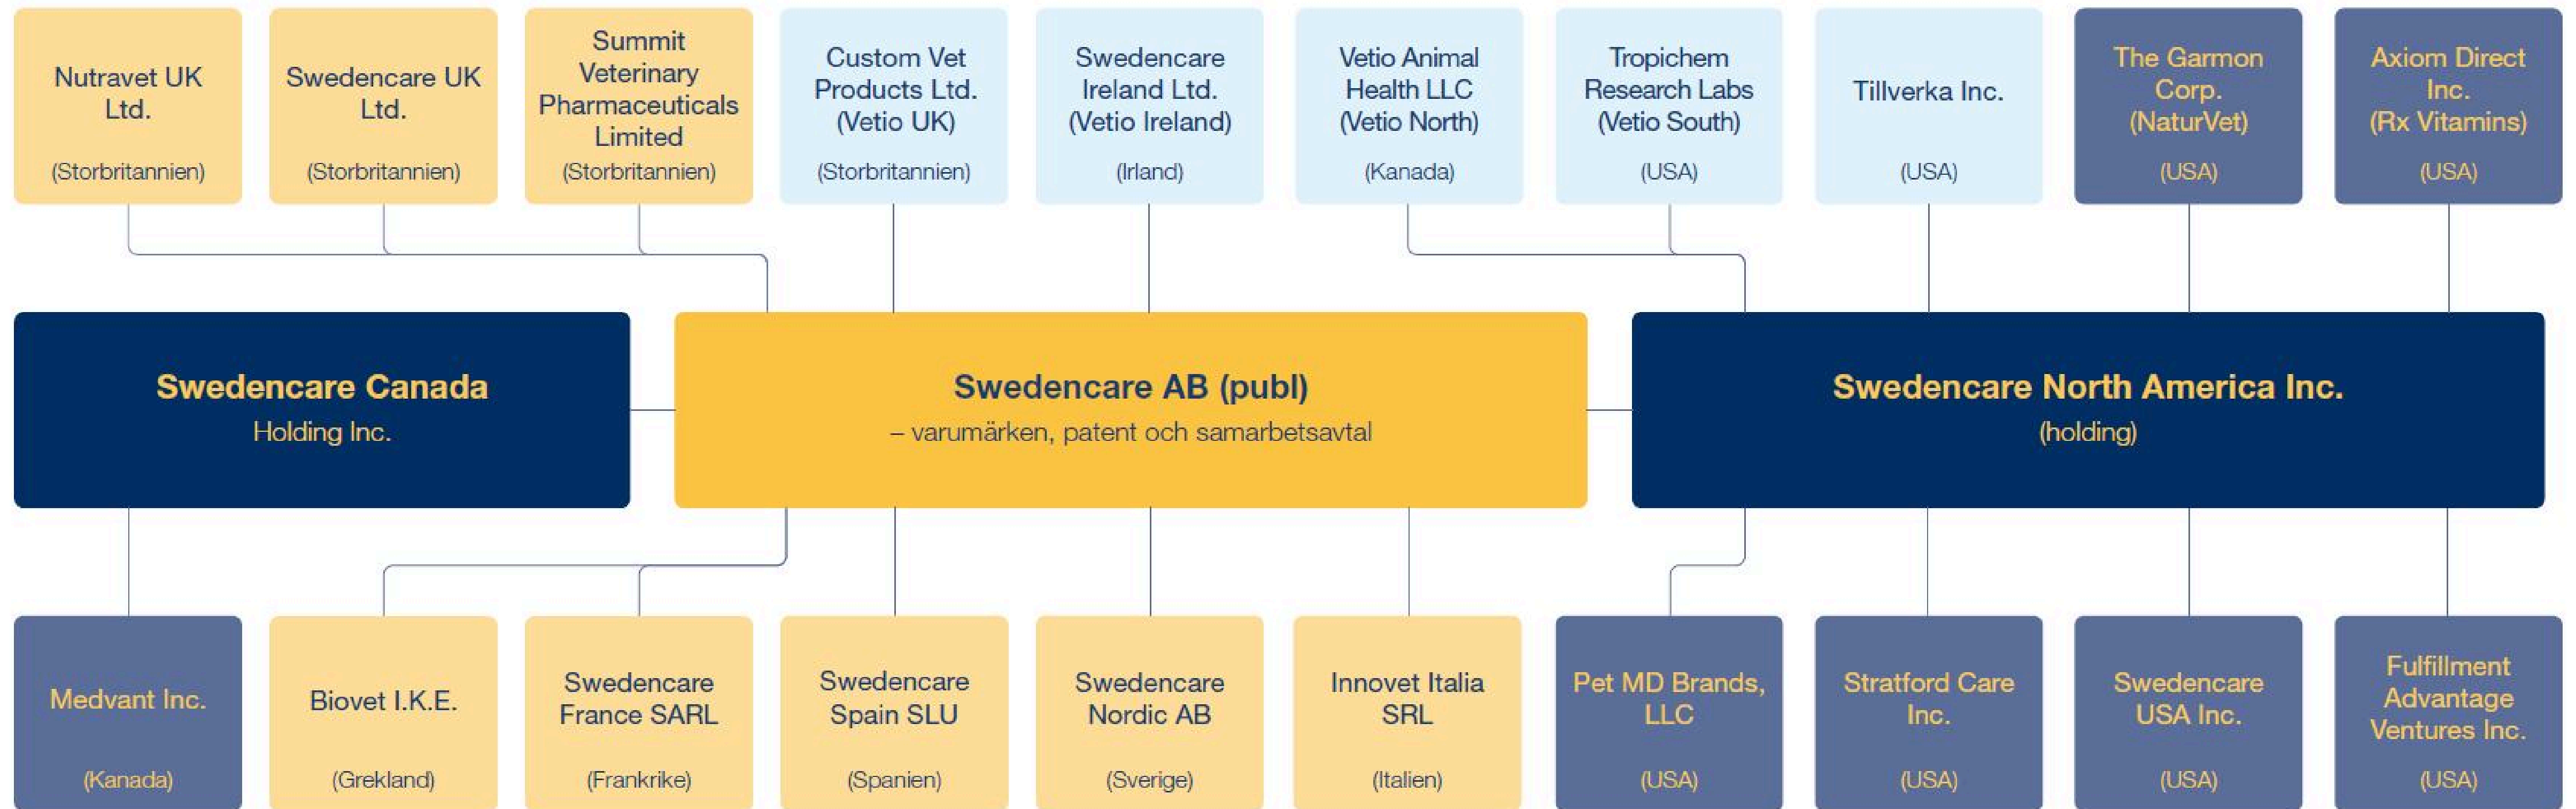 Nutravet UK
Ltd.
(Storbritannien)
Swedencare UK
Ltd.
(Storbritannien)
Summit
Veterinary
Pharmaceuticals
Limited
(Storbritannien)
Custom Vet
Products Ltd.
(Vetio UK)
(Storbritannien)
Swedencare
Ireland Ltd.
(Vetio Ireland)
(Irland)
Vetio Animal
Health LLC
(Vetio North)
(Kanada)
Tropichem
Research Labs
(Vetio South)
(USA)
Tillverka Inc.
(USA)
The Garmon
Corp.
(NaturVet)
(USA)
Axiom Direct
Inc.
(Rx Vitamins)
(USA)
Swedencare Canada
Holding Inc.
Swedencare AB (publ)
– varumärken, patent och samarbetsavtal
Swedencare North America Inc.
(holding)
Medvant Inc.
(Kanada)
Biovet I.K.E.
(Grekland)
Swedencare
France SARL
(Frankrike)
Swedencare
Spain SLU
(Spanien)
Swedencare
Nordic AB
(Sverige)
Innovet Italia
SRL
(Italien)
Pet MD Brands,
LLC
(USA)
Stratford Care
Inc.
(USA)
Swedencare
USA Inc.
(USA)
Fulfillment
Advantage
Ventures Inc.
(USA)